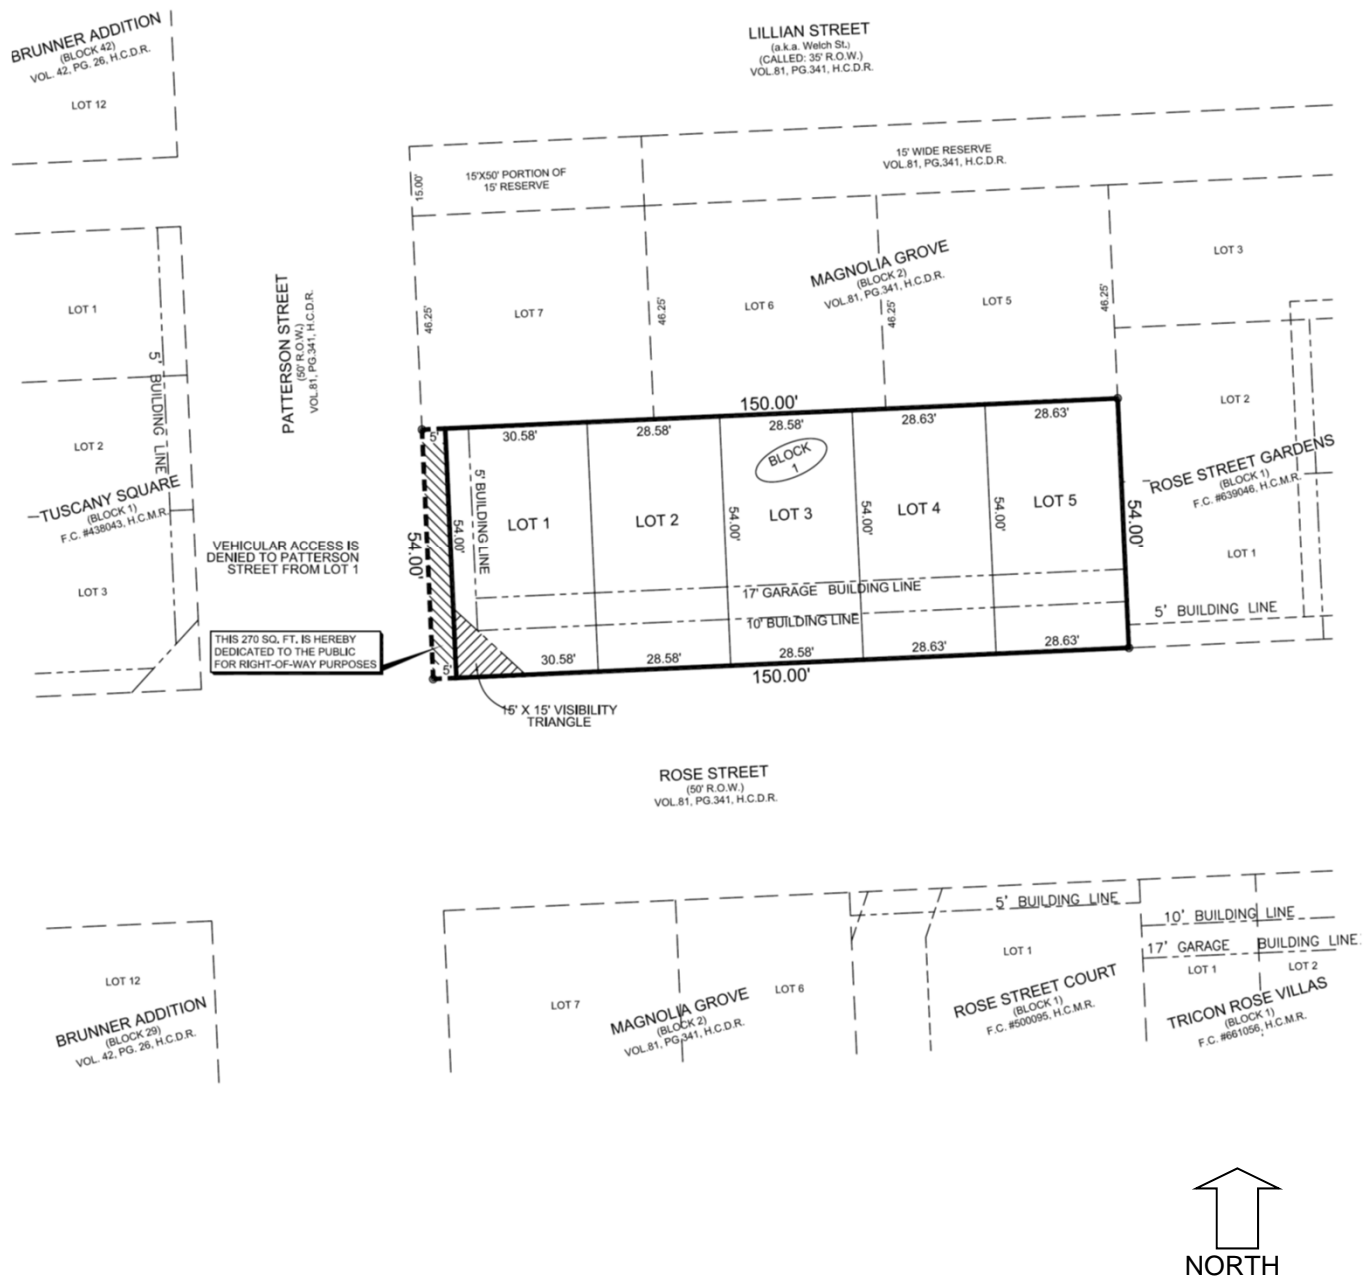 BRUNNER ADDITION
(BLOCK 42)
VOL. 42, PG. 26, H.C.D.R.
LOT 12
LILLIAN STREET
(a.k.a. Welch St.)
(CALLED: 35' R.O.W.)
VOL.81, PG.341, H.C.D.R.
15.00'
15'X50' PORTION OF
15' RESERVE
15' WIDE RESERVE
VOL.81, PG.341, H.C.D.R.
LOT 1
5' BUILDING LINE
LOT 2
TUSCANY SQUARE
(BLOCK 1)
F.C. #438043, H.C.M.R.
LOT 3
PATTERSON STREET
(50' R.O.W.)
VOL.81, PG.341, H.C.D.R.
46.25'
LOT 7
46.25'
LOT 6
MAGNOLIA GROVE
(BLOCK 2)
VOL.81, PG.341, H.C.D.R.
46.25'
LOT 5
46.25'
LOT 3
LOT 2
ROSE STREET GARDENS
(BLOCK 1)
F.C. #639046, H.C.M.R.
LOT 1
5' BUILDING LINE
150.00'
5'
30.58'
28.58'
28.58'
28.63'
28.63'
BLOCK
1
54.00'
54.00'
5' BUILDING LINE
LOT 1
LOT 2
54.00'
LOT 3
54.00'
LOT 4
54.00'
LOT 5
54.00'
VEHICULAR ACCESS IS
DENIED TO PATTERSON
STREET FROM LOT 1
17' GARAGE BUILDING LINE
10' BUILDING LINE
THIS 270 SQ. FT. IS HEREBY
DEDICATED TO THE PUBLIC
FOR RIGHT-OF-WAY PURPOSES
5'
30.58'
28.58'
28.58'
28.63'
28.63'
150.00'
15' X 15' VISIBILITY
TRIANGLE
ROSE STREET
(50' R.O.W.)
VOL.81, PG.341, H.C.D.R.
LOT 12
BRUNNER ADDITION
(BLOCK 29)
VOL. 42, PG. 26, H.C.D.R.
LOT 7
MAGNOLIA GROVE
(BLOCK 2)
VOL.81, PG.341, H.C.D.R.
LOT 6
5' BUILDING LINE
LOT 1
ROSE STREET COURT
(BLOCK 1)
F.C. #500095, H.C.M.R.
10' BUILDING LINE
17' GARAGE BUILDING LINE
LOT 1
LOT 2
TRICON ROSE VILLAS
(BLOCK 1)
F.C. #661056, H.C.M.R.
NORTH